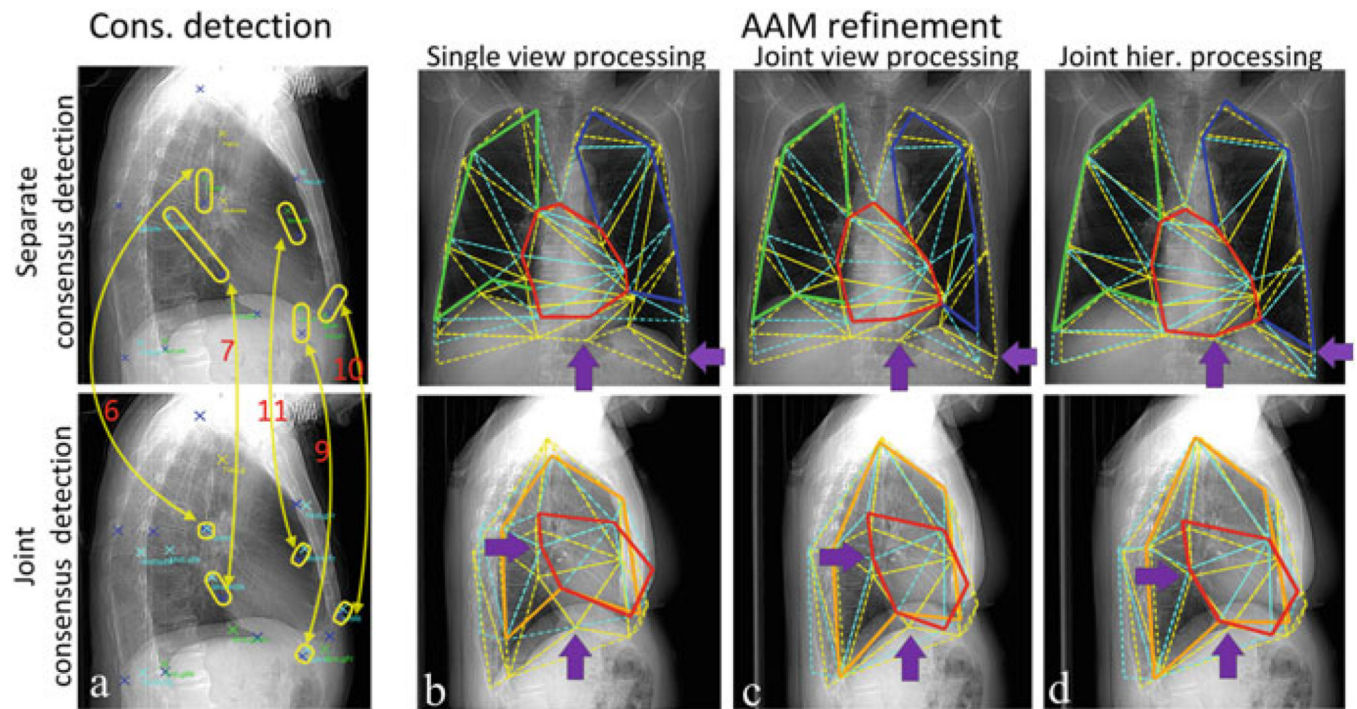 Cons. detection
AAM refinement
Single view processing
Joint view processing
Joint hier. processing
Separate
consensus detection
Joint
consensus detection
6
7
11
9
10
a
b
c
d